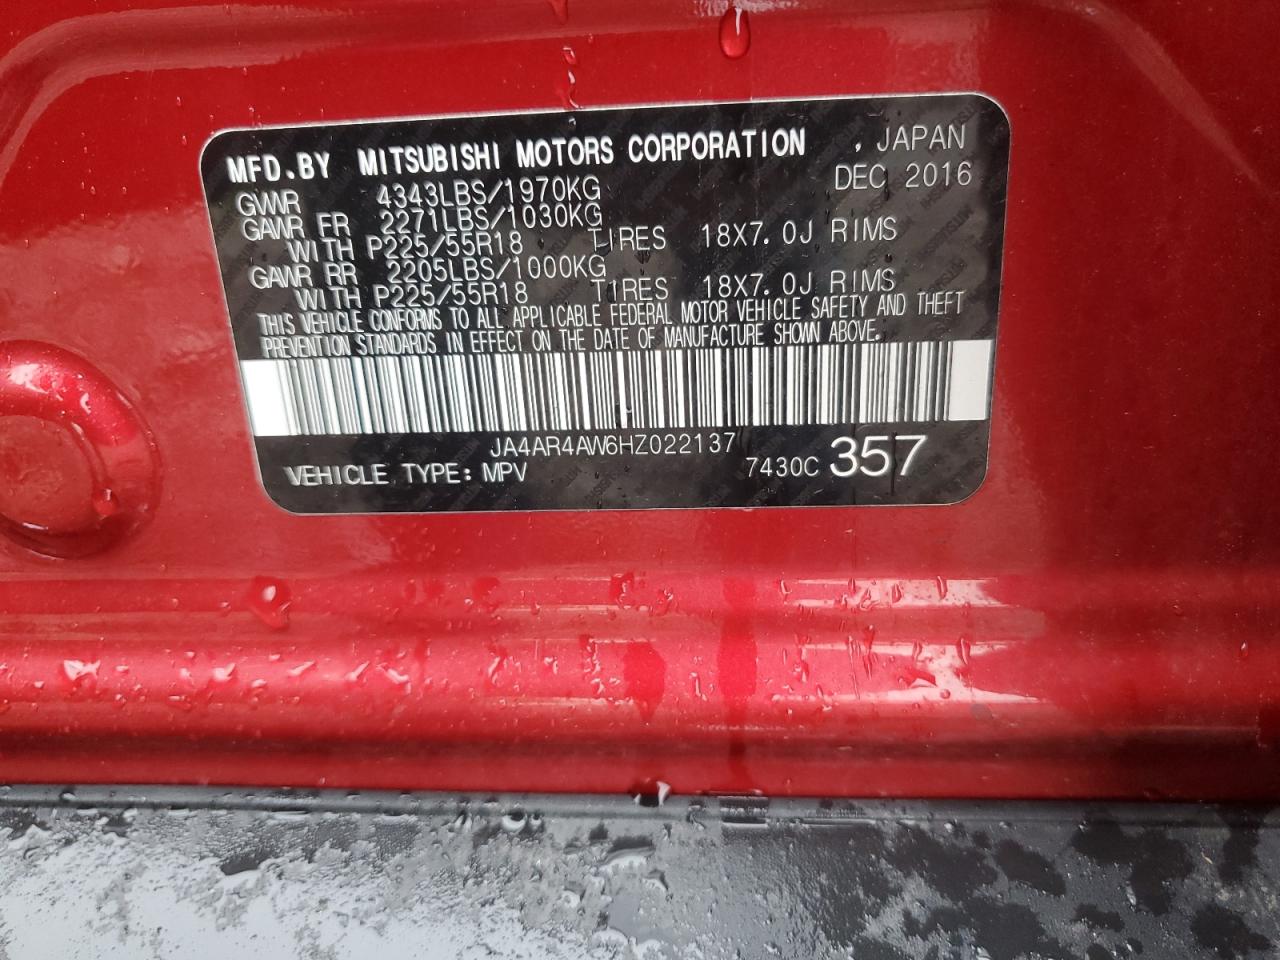 MFD.BY MITSUBISHI MOTORS CORPORATION , JAPAN
GVWR 4343LBS/1970KG DEC 2016
GAWR FR 2271LBS/1030KG
WITH P225/55R18 TIRES 18X7.0J RIMS
GAWR RR 2205LBS/1000KG
WITH P225/55R18 TIRES 18X7.0J RIMS
THIS VEHICLE CONFORMS TO ALL APPLICABLE FEDERAL MOTOR VEHICLE SAFETY AND THEFT
PREVENTION STANDARDS IN EFFECT ON THE DATE OF MANUFACTURE SHOWN ABOVE.
JA4AR4AW6HZ022137
VEHICLE TYPE: MPV 7430C 357